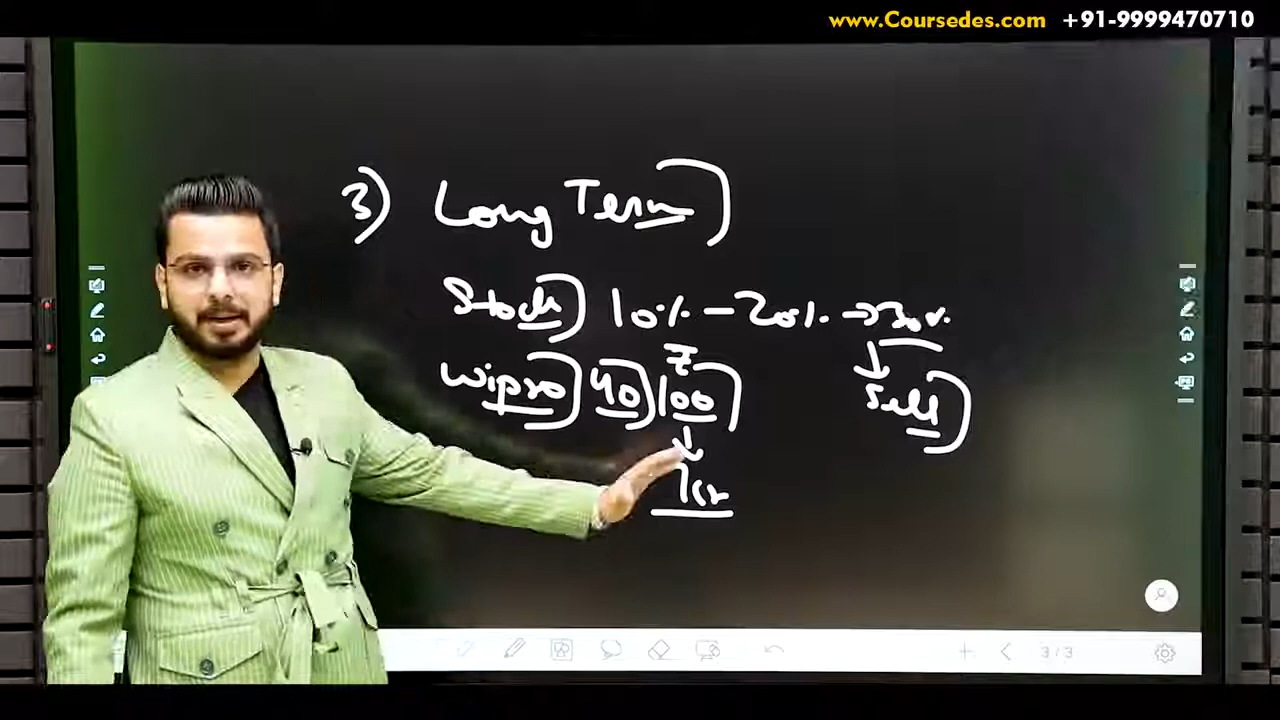 www.Coursedes.com +91-9999470710
3) Long Term
Stock) 10% - 20% → 30%
Wipro) 40) ₹ 100)
Sell)
1cr
3/3